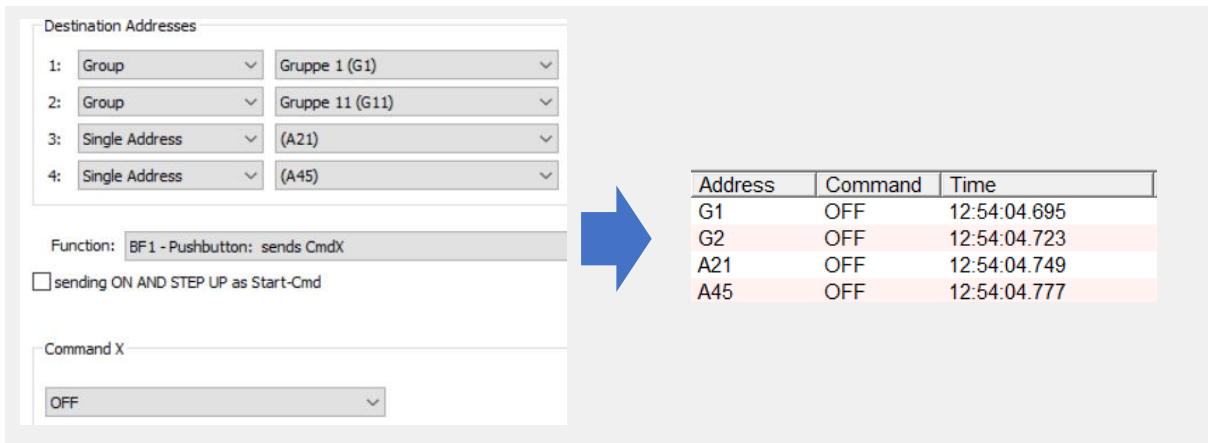 Destination Addresses
1: Group Gruppe 1 (G1)
2: Group Gruppe 11 (G11)
3: Single Address (A21)
4: Single Address (A45)
Function: BF1 - Pushbutton: sends CmdX
sending ON AND STEP UP as Start-Cmd
Command X
OFF
Address Command Time
G1 OFF 12:54:04.695
G2 OFF 12:54:04.723
A21 OFF 12:54:04.749
A45 OFF 12:54:04.777